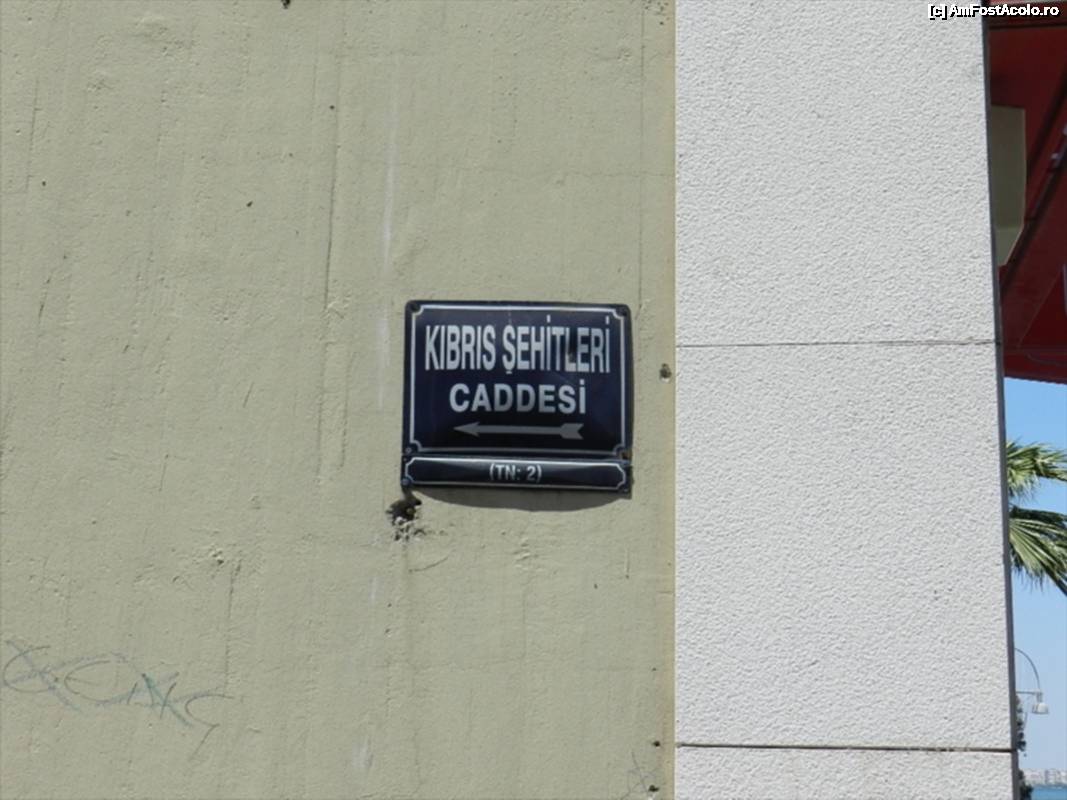 [c] AmFostAcolo.ro
KIBRIS ŞEHİTLERİ
CADDESİ
(TN: 2)